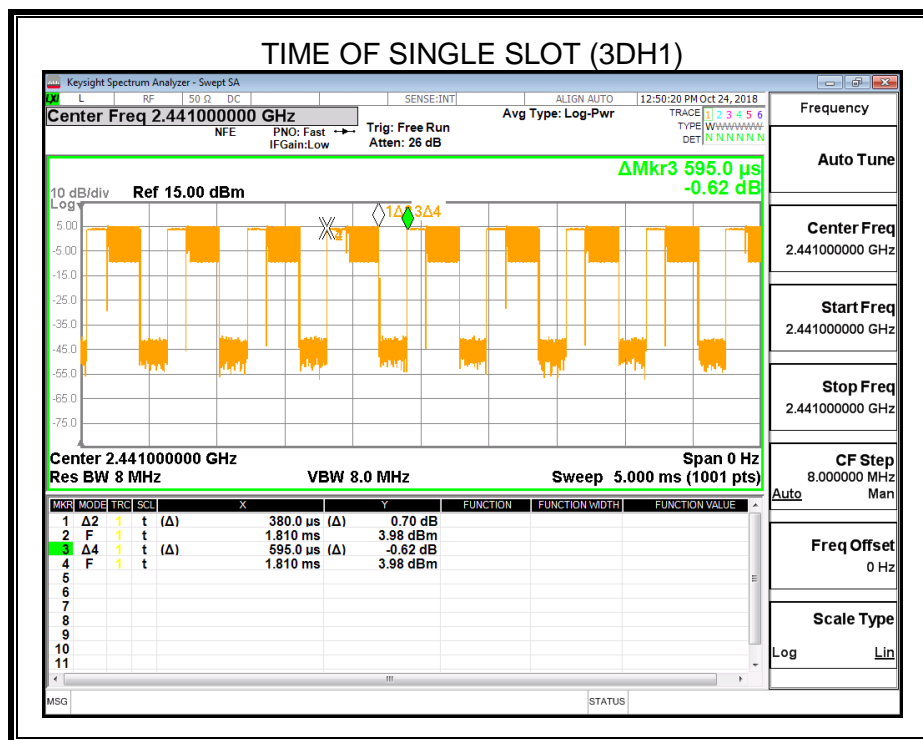 TIME OF SINGLE SLOT (3DH1)
Keysight Spectrum Analyzer - Swept SA
LXI L RF 50 Ω DC SENSE:INT ALIGN AUTO 12:50:20 PM Oct 24, 2018
Center Freq 2.441000000 GHz
NFE PNO: Fast Trig: Free Run Avg Type: Log-Pwr TRACE 1 2 3 4 5 6
IFGain:Low Atten: 26 dB TYPE WWWWWW
DET N N N N N N
ΔMkr3 595.0 µs
-0.62 dB
10 dB/div Ref 15.00 dBm
Log
5.00
-5.00
-15.0
-25.0
-35.0
-45.0
-55.0
-65.0
-75.0
3Δ4
Center 2.441000000 GHz Span 0 Hz
Res BW 8 MHz VBW 8.0 MHz Sweep 5.000 ms (1001 pts)
MKR MODE TRC SCL X Y FUNCTION FUNCTION WIDTH FUNCTION VALUE
1 Δ2 1 t (Δ) 380.0 µs (Δ) 0.70 dB
2 F 1 t 1.810 ms 3.98 dBm
3 Δ4 1 t (Δ) 595.0 µs (Δ) -0.62 dB
4 F 1 t 1.810 ms 3.98 dBm
5
6
7
8
9
10
11
MSG STATUS
Frequency
Auto Tune
Center Freq
2.441000000 GHz
Start Freq
2.441000000 GHz
Stop Freq
2.441000000 GHz
CF Step
8.000000 MHz
Auto Man
Freq Offset
0 Hz
Scale Type
Log Lin